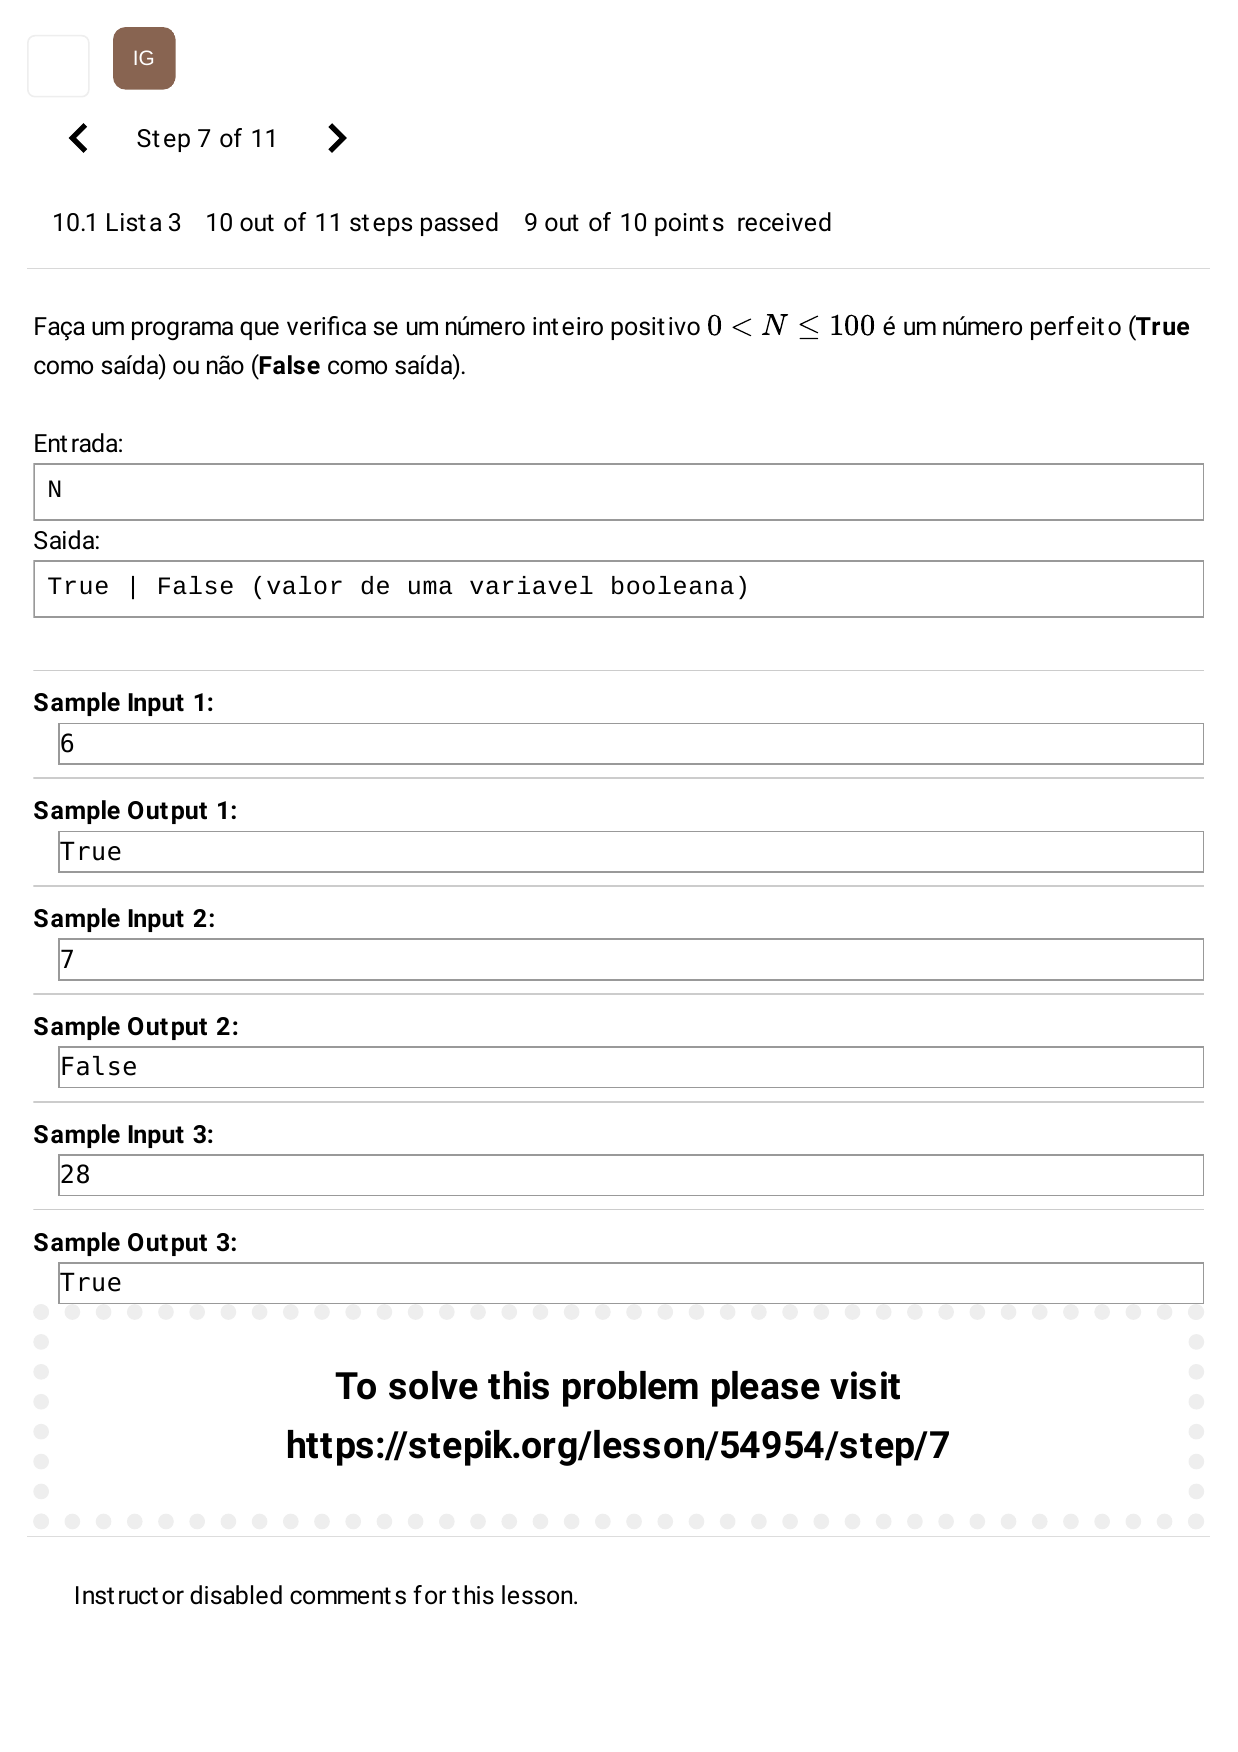 IG
Step 7 of 11
10.1 Lista 3 10 out of 11 steps passed 9 out of 10 points received
Faça um programa que verifica se um número inteiro positivo 0 < N ≤ 100 é um número perfeito (True
como saída) ou não (False como saída).
Entrada:
N
Saida:
True | False (valor de uma variavel booleana)
Sample Input 1:
6
Sample Output 1:
True
Sample Input 2:
7
Sample Output 2:
False
Sample Input 3:
28
Sample Output 3:
True
To solve this problem please visit
https://stepik.org/lesson/54954/step/7
Instructor disabled comments for this lesson.